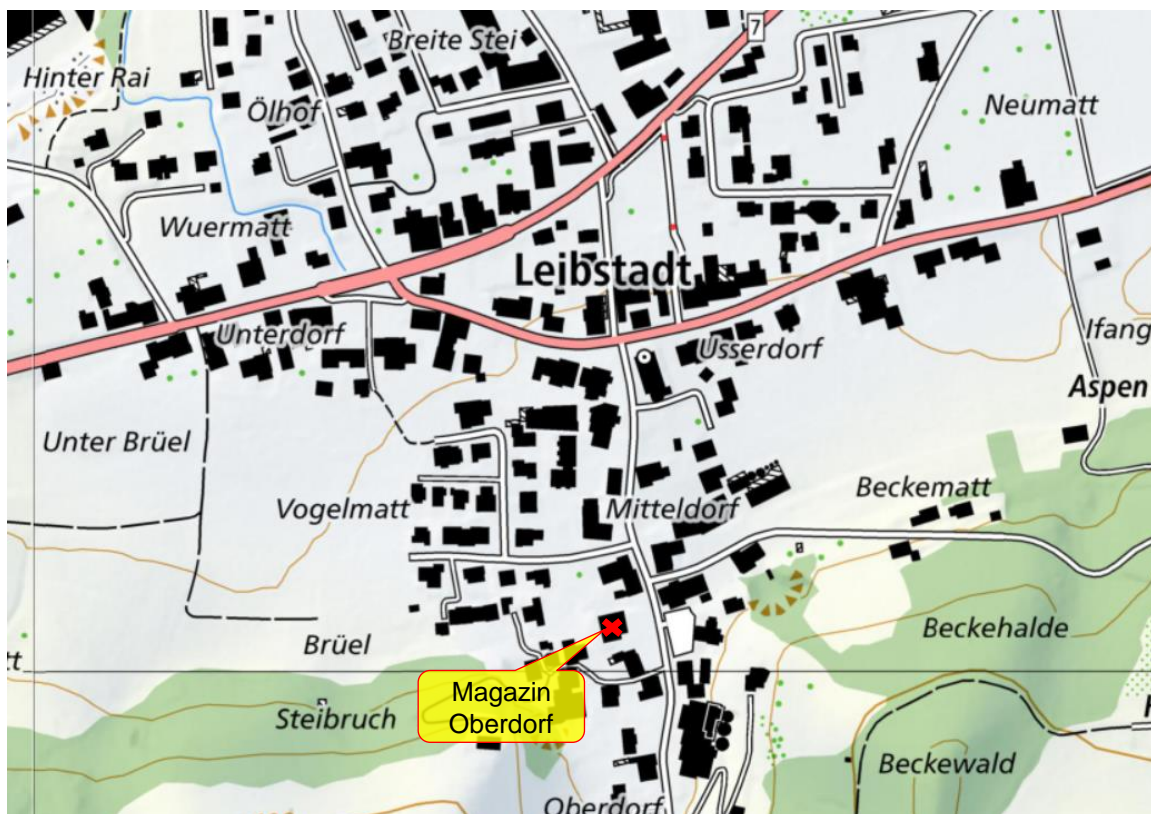 7
Breite Stei
Hinter Rai
Ölhof
Neumatt
Wuermatt
Leibstadt
Unterdorf
Usserdorf
Ifang
Aspen
Unter Brüel
Vogelmatt
Mitteldorf
Beckematt
Brüel
Beckehalde
tt
Magazin
Oberdorf
Steibruch
Beckewald
Oberdorf